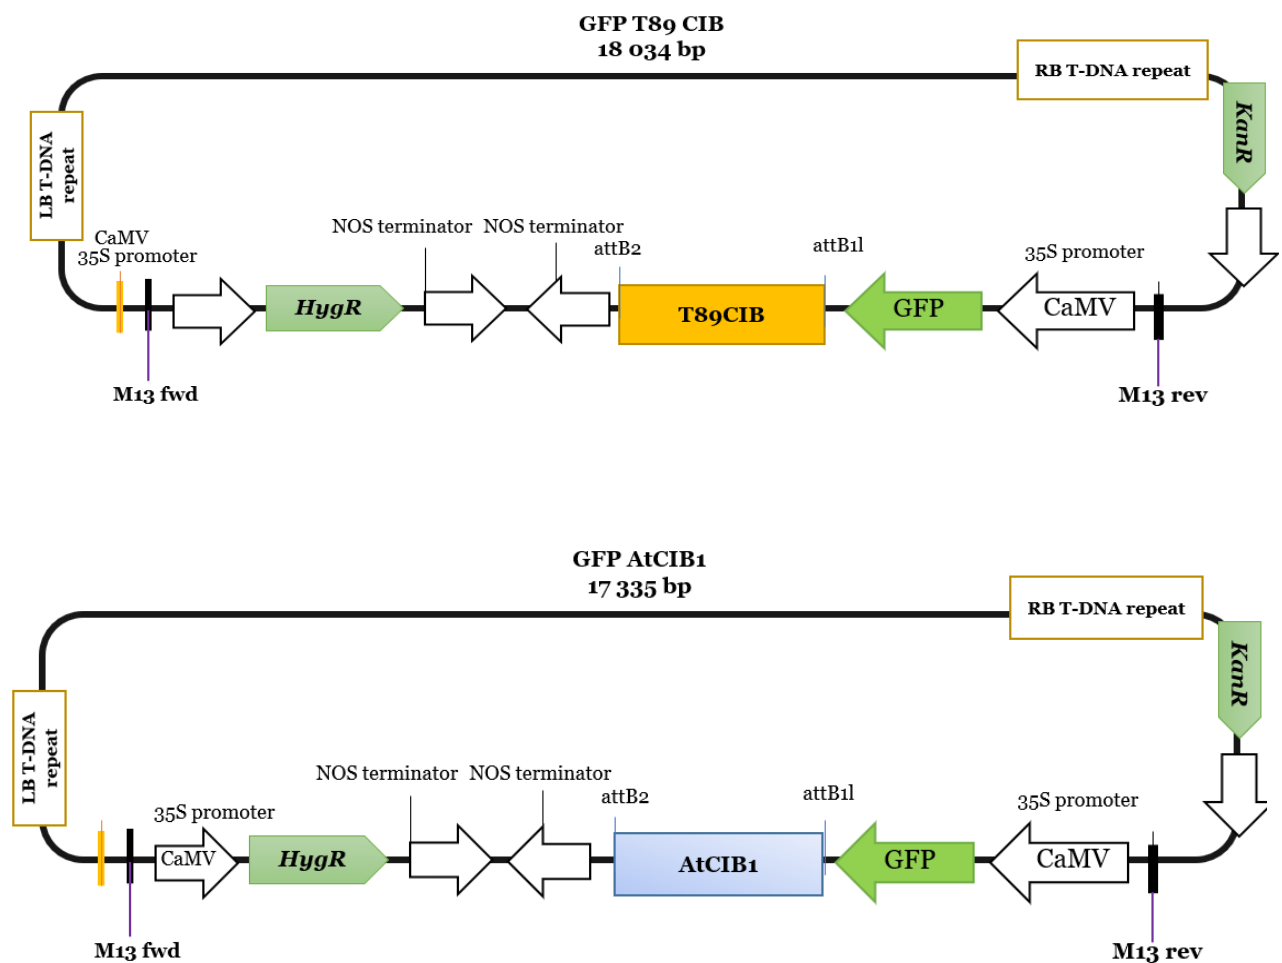 GFP T89 CIB
18 034 bp
RB T-DNA repeat
KanR
LB T-DNA
repeat
CaMV
35S promoter
NOS terminator
NOS terminator
attB2
attB1l
35S promoter
HygR
T89CIB
GFP
CaMV
M13 fwd
M13 rev
GFP AtCIB1
17 335 bp
RB T-DNA repeat
KanR
LB T-DNA
repeat
NOS terminator
NOS terminator
attB2
attB1l
35S promoter
35S promoter
CaMV
HygR
AtCIB1
GFP
CaMV
M13 fwd
M13 rev